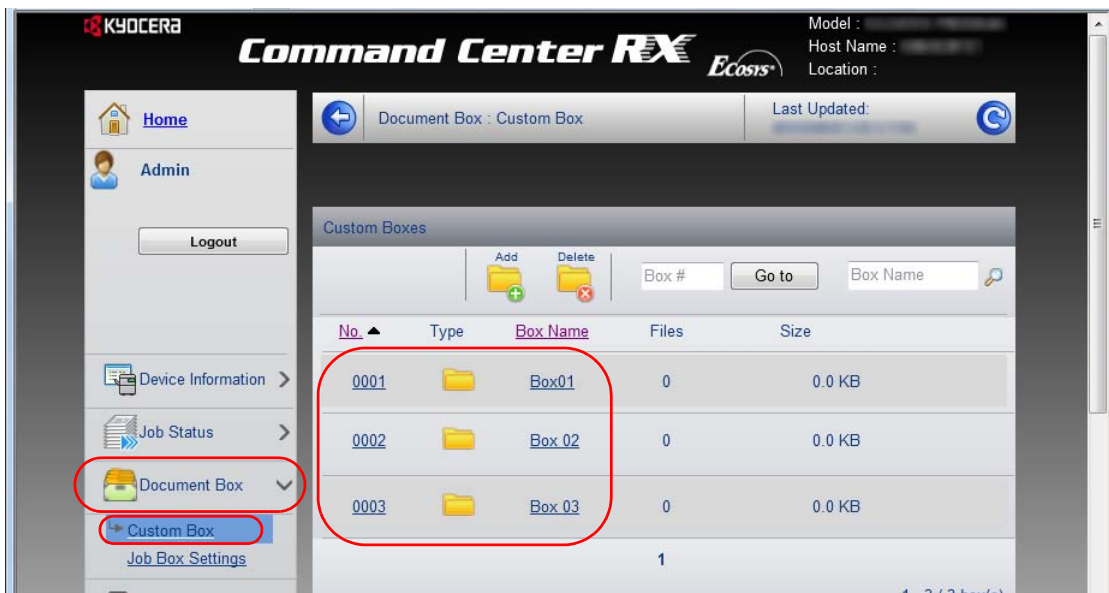 KYOCERA
Command Center RX
Ecosys
Model :
Host Name :
Location :
Home
Admin
Logout
Device Information
Job Status
Document Box
Custom Box
Job Box Settings
Document Box : Custom Box
Last Updated:
Custom Boxes
Add Delete
Box # Go to Box Name
No. Type Box Name Files Size
0001 Box01 0 0.0 KB
0002 Box 02 0 0.0 KB
0003 Box 03 0 0.0 KB
1